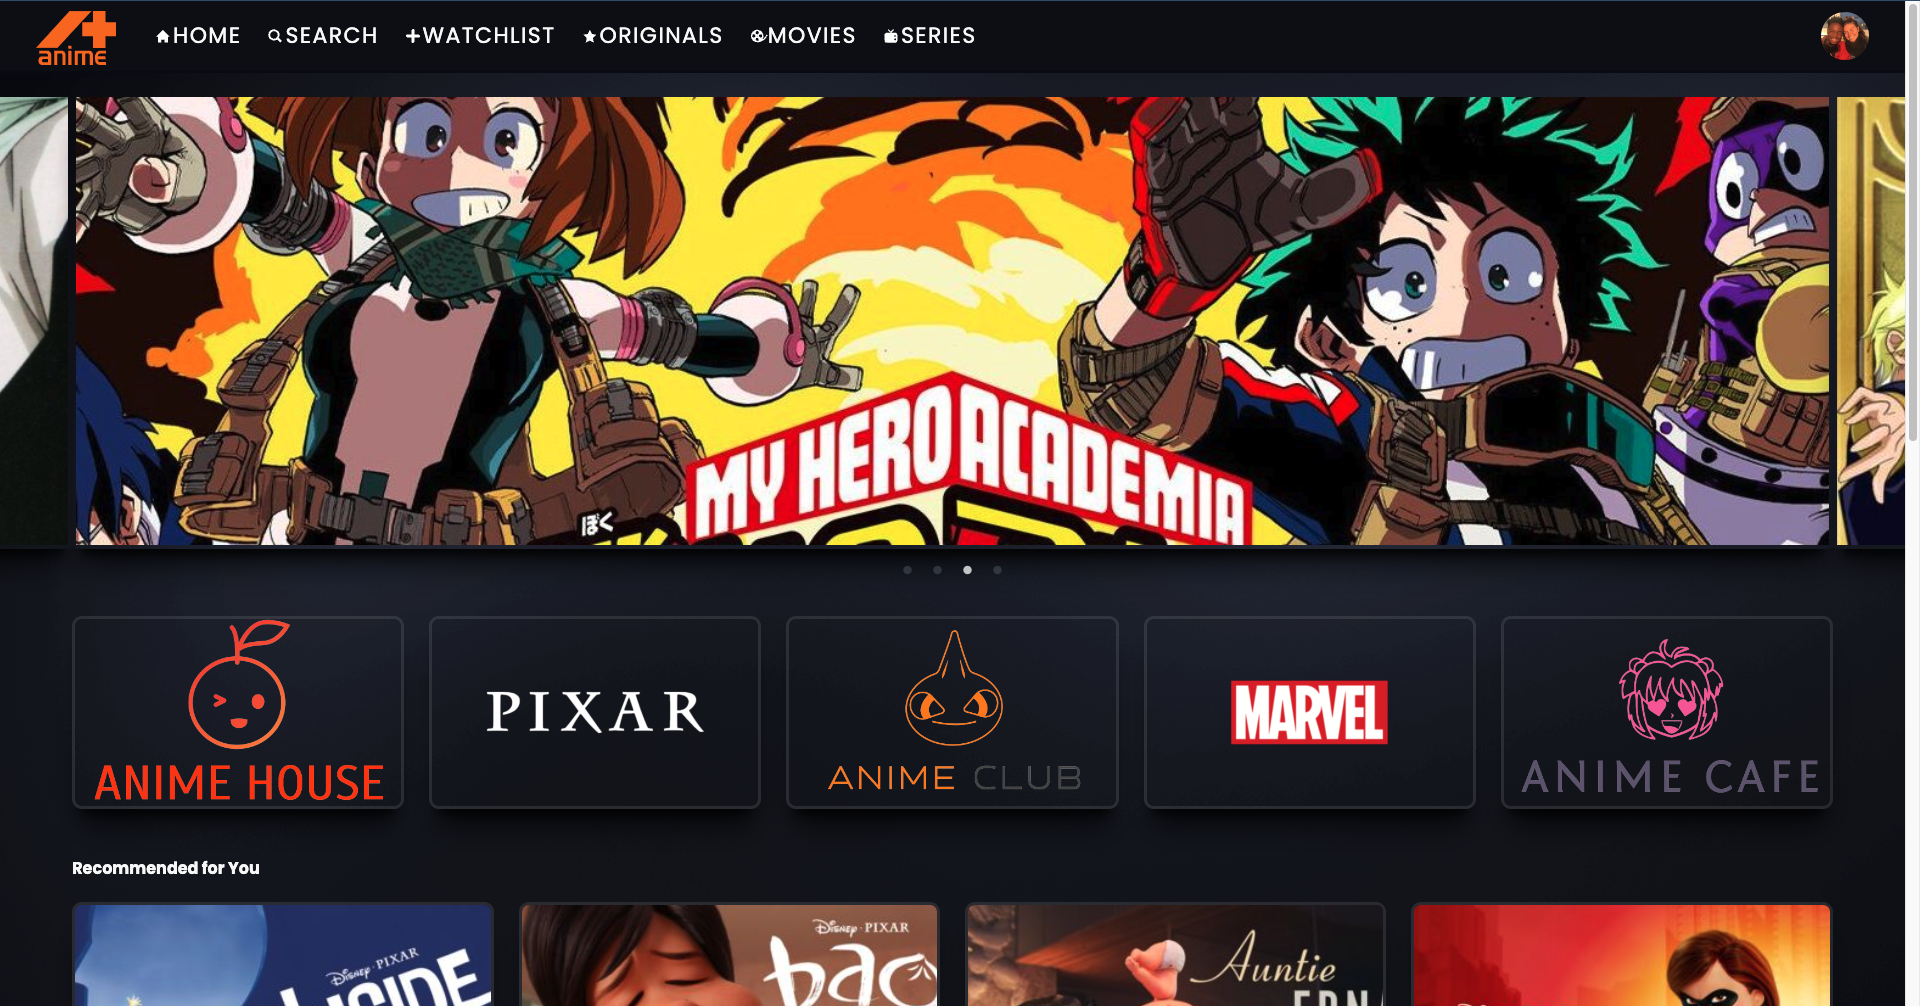 anime
HOME SEARCH WATCHLIST ORIGINALS MOVIES SERIES
MY HERO ACADEMIA
ぼく
ANIME HOUSE
PIXAR
ANIME CLUB
MARVEL
ANIME CAFE
Recommended for You
Disney · PIXAR
Disney · PIXAR
bao
Auntie